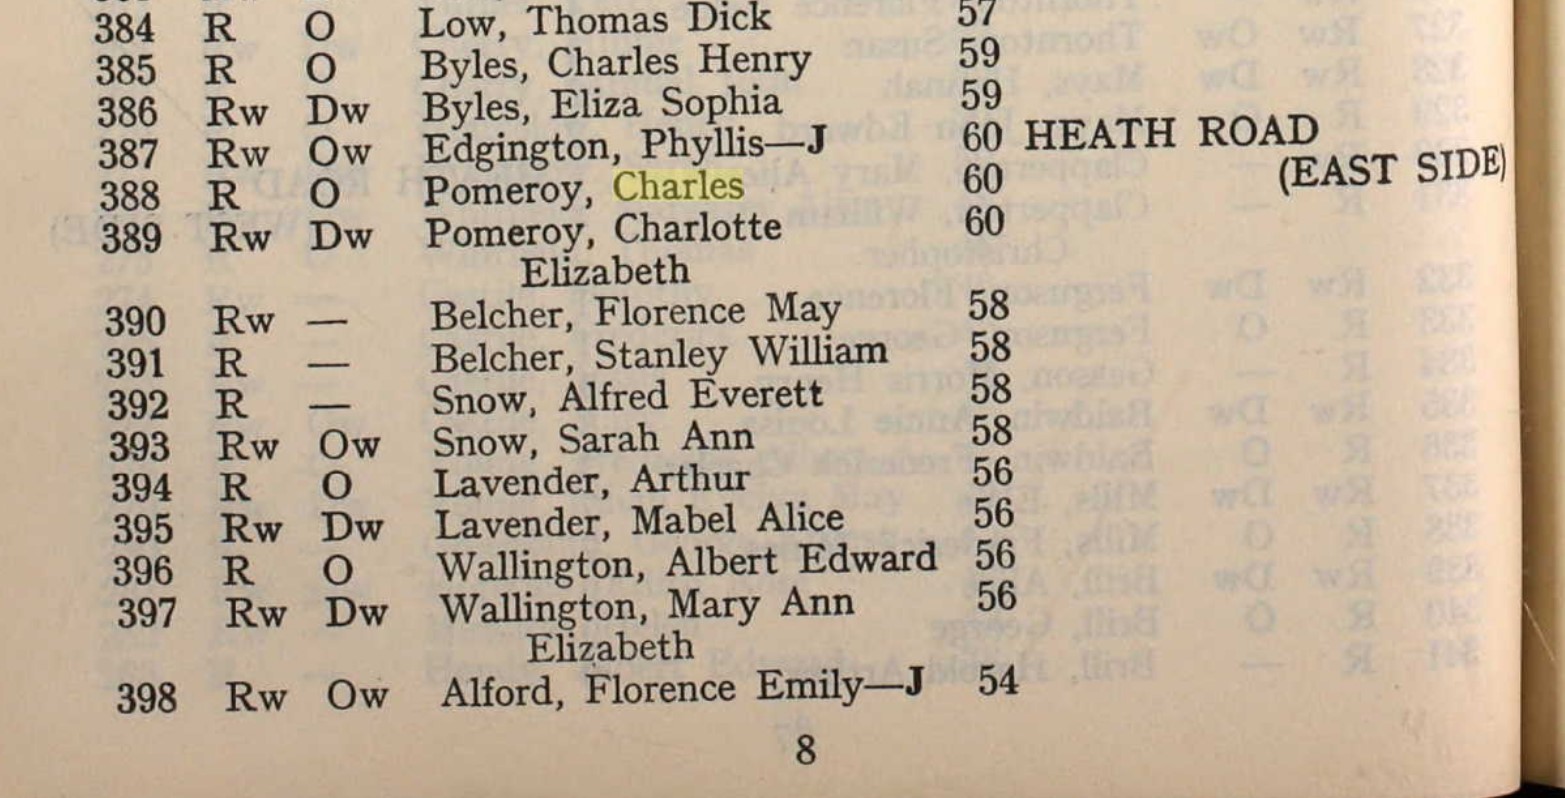 384 R O Low, Thomas Dick 57
385 R O Byles, Charles Henry 59
386 Rw Dw Byles, Eliza Sophia 59
387 Rw Ow Edgington, Phyllis—J 60 HEATH ROAD
(EAST SIDE)
388 R O Pomeroy, Charles 60
389 Rw Dw Pomeroy, Charlotte 60
Elizabeth
390 Rw — Belcher, Florence May 58
391 R — Belcher, Stanley William 58
392 R — Snow, Alfred Everett 58
393 Rw Ow Snow, Sarah Ann 58
394 R O Lavender, Arthur 56
395 Rw Dw Lavender, Mabel Alice 56
396 R O Wallington, Albert Edward 56
397 Rw Dw Wallington, Mary Ann 56
Elizabeth
398 Rw Ow Alford, Florence Emily—J 54
8